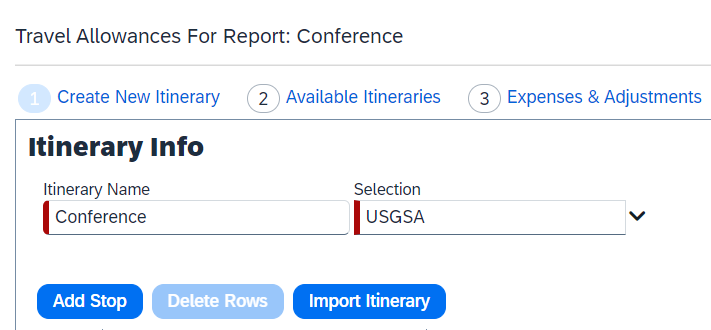 Travel Allowances For Report: Conference
1 Create New Itinerary 2 Available Itineraries 3 Expenses & Adjustments
Itinerary Info
Itinerary Name Selection
Conference USGSA
Add Stop Delete Rows Import Itinerary